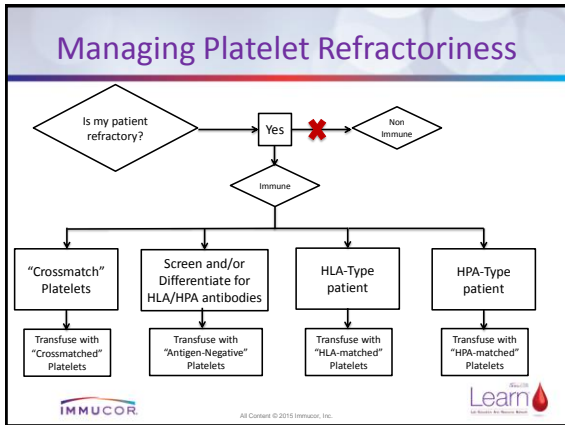 Managing Platelet Refractoriness
Is my patient
refractory?
Yes
Non
Immune
Immune
“Crossmatch”
Platelets
Screen and/or
Differentiate for
HLA/HPA antibodies
HLA-Type
patient
HPA-Type
patient
Transfuse with
“Crossmatched”
Platelets
Transfuse with
“Antigen-Negative”
Platelets
Transfuse with
“HLA-matched”
Platelets
Transfuse with
“HPA-matched”
Platelets
IMMUCOR
All Content © 2015 Immucor, Inc.
Learn